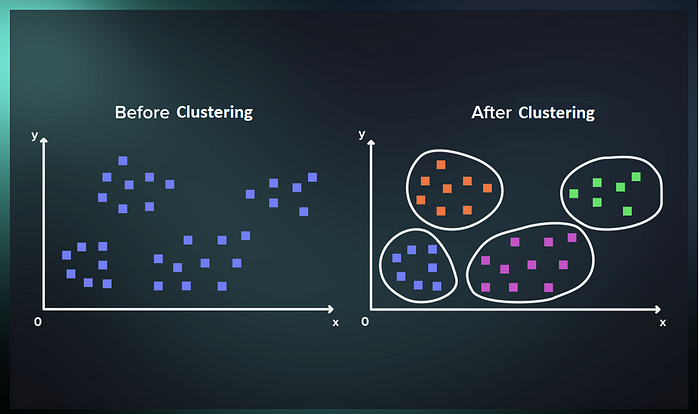 Before Clustering
y
0
x
After Clustering
y
0
x